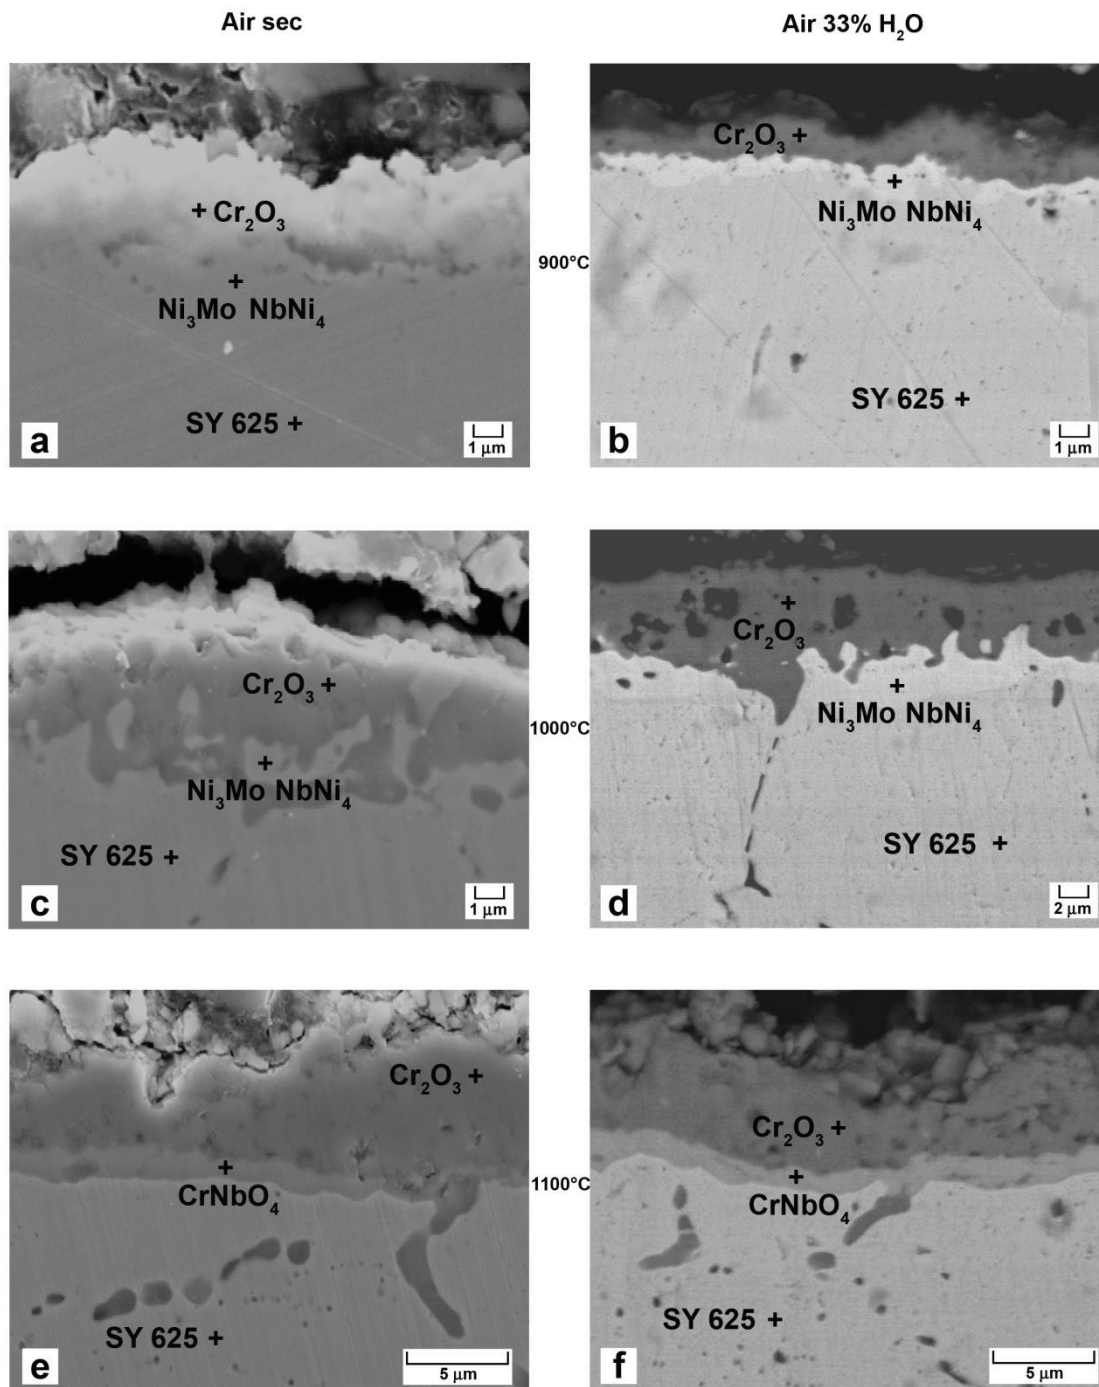 Air sec
Air 33% H₂O
+ Cr₂O₃
+
Ni₃Mo NbNi₄
SY 625 +
a
1 μm
900°C
Cr₂O₃ +
+
Ni₃Mo NbNi₄
SY 625 +
b
1 μm
Cr₂O₃ +
+
Ni₃Mo NbNi₄
SY 625 +
c
1 μm
1000°C
+
Cr₂O₃
+
Ni₃Mo NbNi₄
SY 625 +
d
2 μm
Cr₂O₃ +
+
CrNbO₄
SY 625 +
e
5 μm
1100°C
Cr₂O₃ +
+
CrNbO₄
SY 625 +
f
5 μm